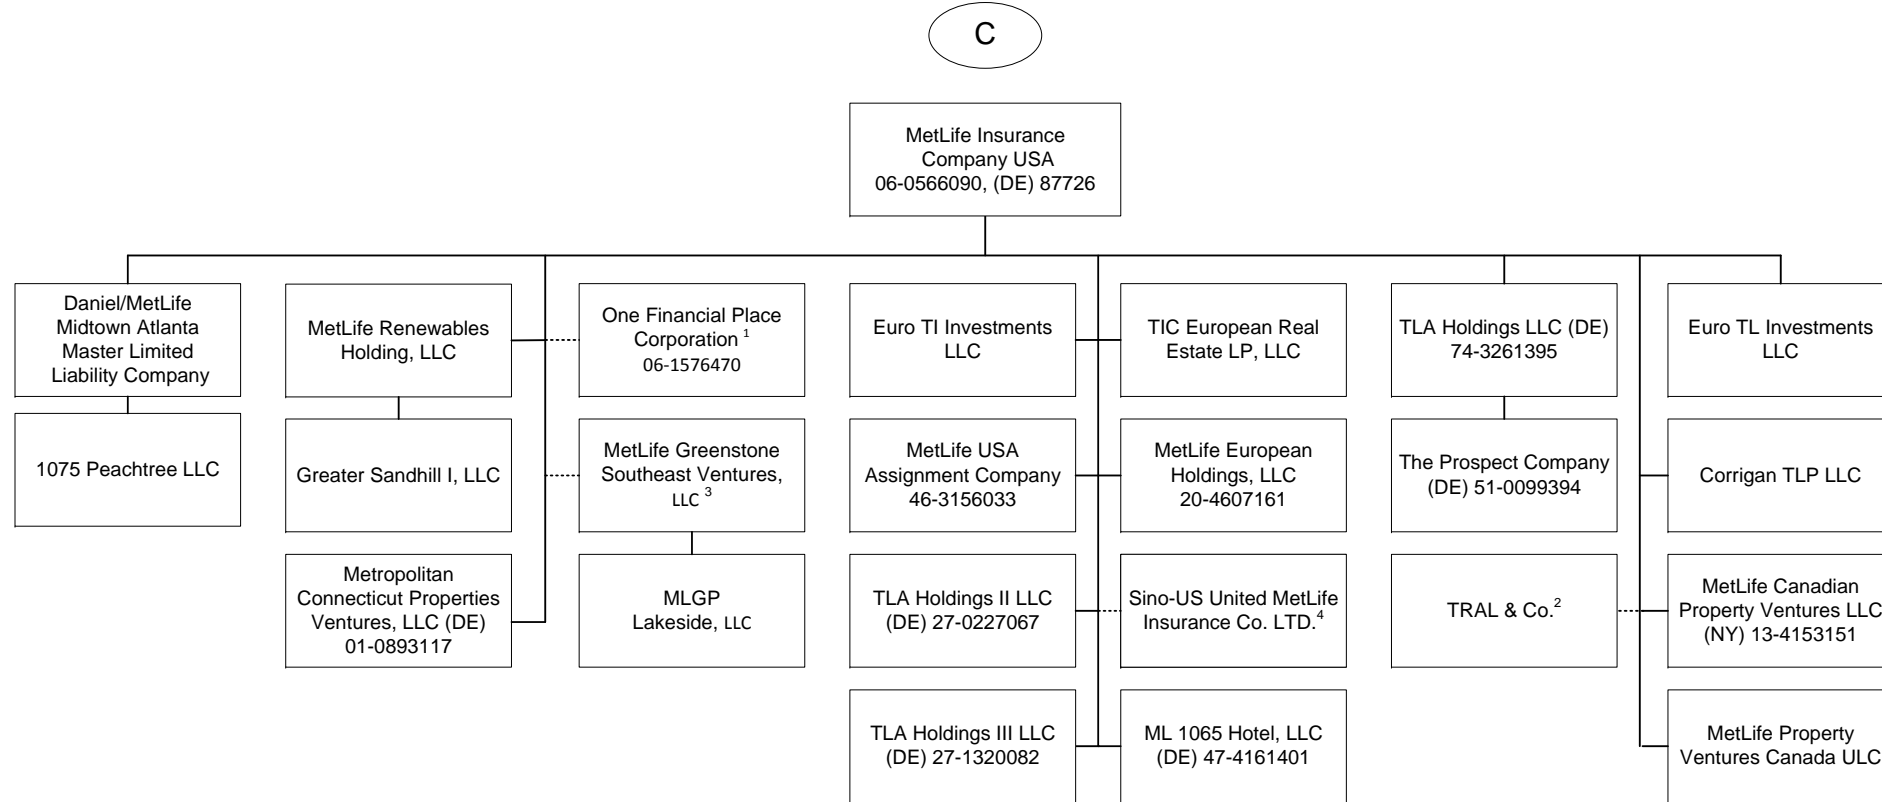 C
MetLife Insurance
Company USA
06-0566090, (DE) 87726
Daniel/MetLife
Midtown Atlanta
Master Limited
Liability Company
MetLife Renewables
Holding, LLC
One Financial Place
Corporation 1
06-1576470
Euro TI Investments
LLC
TIC European Real
Estate LP, LLC
TLA Holdings LLC (DE)
74-3261395
Euro TL Investments
LLC
1075 Peachtree LLC
Greater Sandhill I, LLC
MetLife Greenstone
Southeast Ventures,
LLC 3
MetLife USA
Assignment Company
46-3156033
MetLife European
Holdings, LLC
20-4607161
The Prospect Company
(DE) 51-0099394
Corrigan TLP LLC
Metropolitan
Connecticut Properties
Ventures, LLC (DE)
01-0893117
MLGP
Lakeside, LLC
TLA Holdings II LLC
(DE) 27-0227067
Sino-US United MetLife
Insurance Co. LTD.4
TRAL & Co.2
MetLife Canadian
Property Ventures LLC
(NY) 13-4153151
TLA Holdings III LLC
(DE) 27-1320082
ML 1065 Hotel, LLC
(DE) 47-4161401
MetLife Property
Ventures Canada ULC